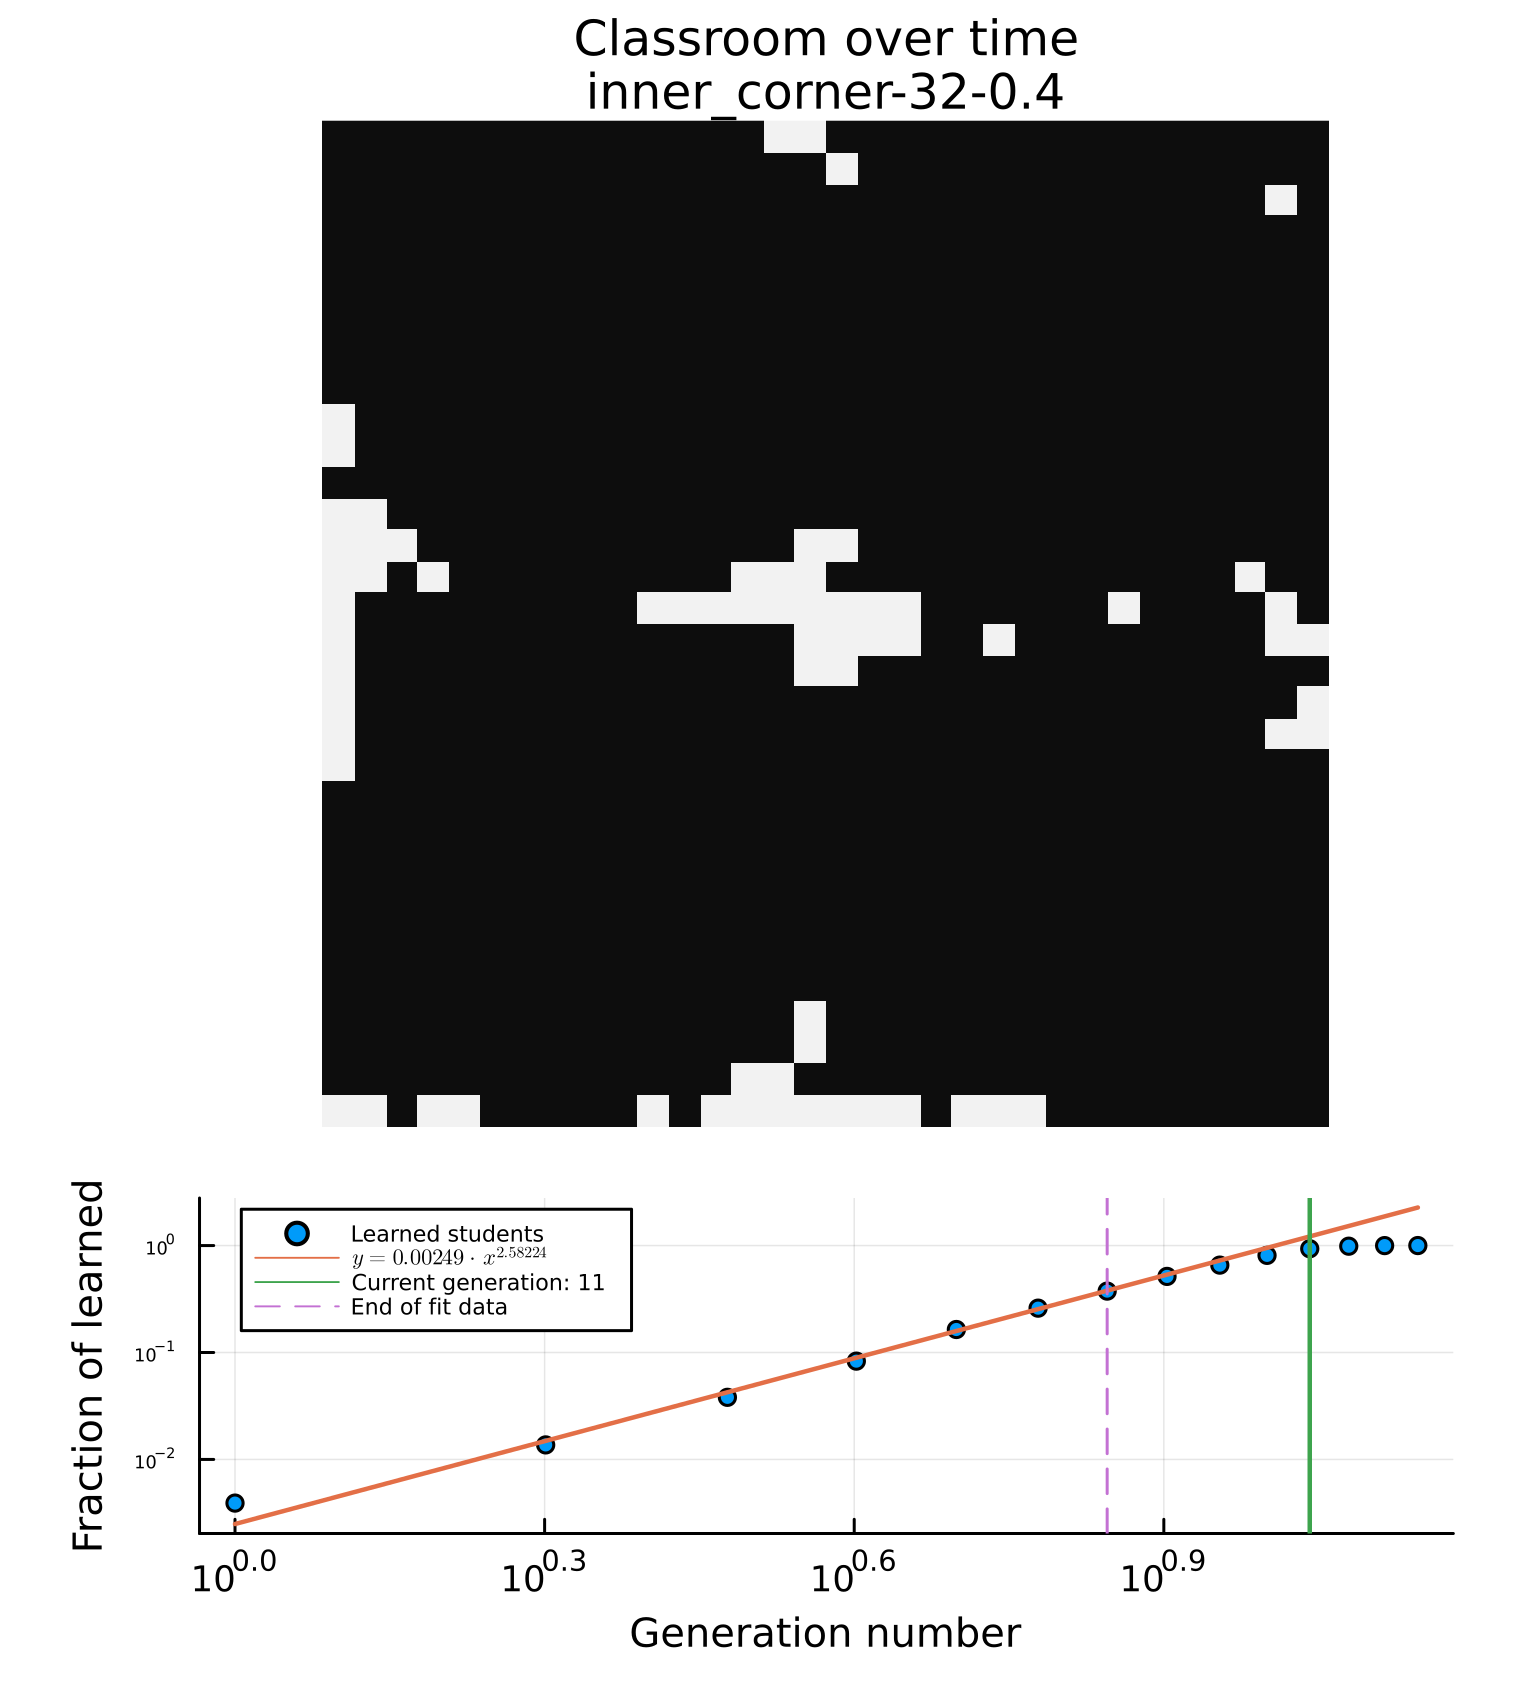 Classroom over time
inner_corner-32-0.4
Fraction of learned
10^0
10^-1
10^-2
Learned students
y = 0.00249 · x^2.58224
Current generation: 11
End of fit data
10^0.0
10^0.3
10^0.6
10^0.9
Generation number